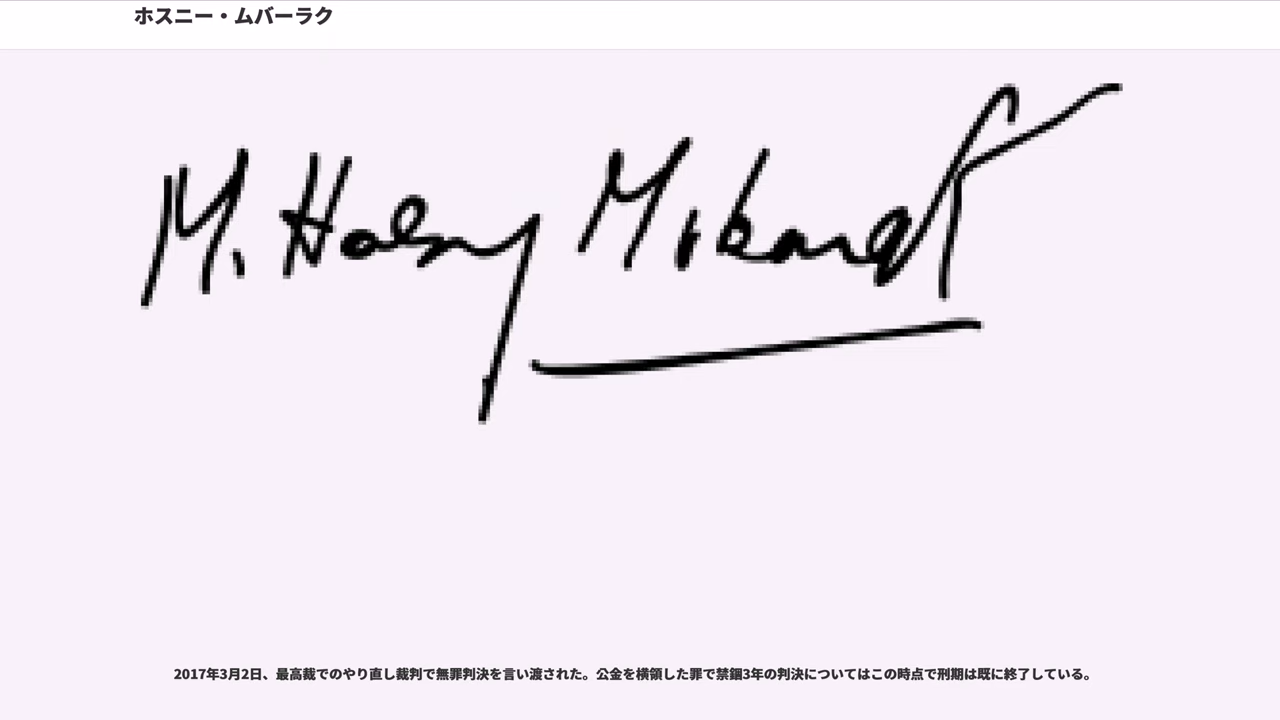 ホスニー・ムバーラク
M. Hosny Mubarak
2017年3月2日、最高裁でのやり直し裁判で無罪判決を言い渡された。公金を横領した罪で禁錮3年の判決についてはこの時点で刑期は既に終了している。